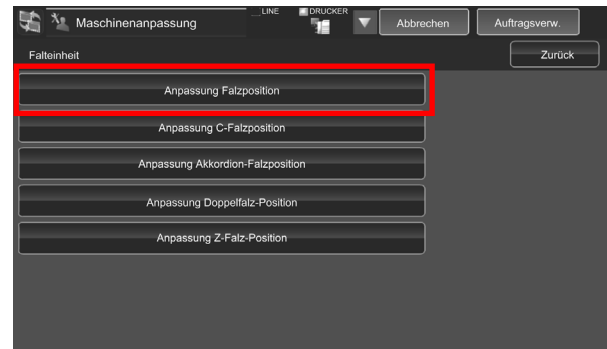 Maschinenanpassung
LINE
DRUCKER
Abbrechen
Auftragsverw.
Falteinheit
Zurück
Anpassung Falzposition
Anpassung C-Falzposition
Anpassung Akkordion-Falzposition
Anpassung Doppelfalz-Position
Anpassung Z-Falz-Position